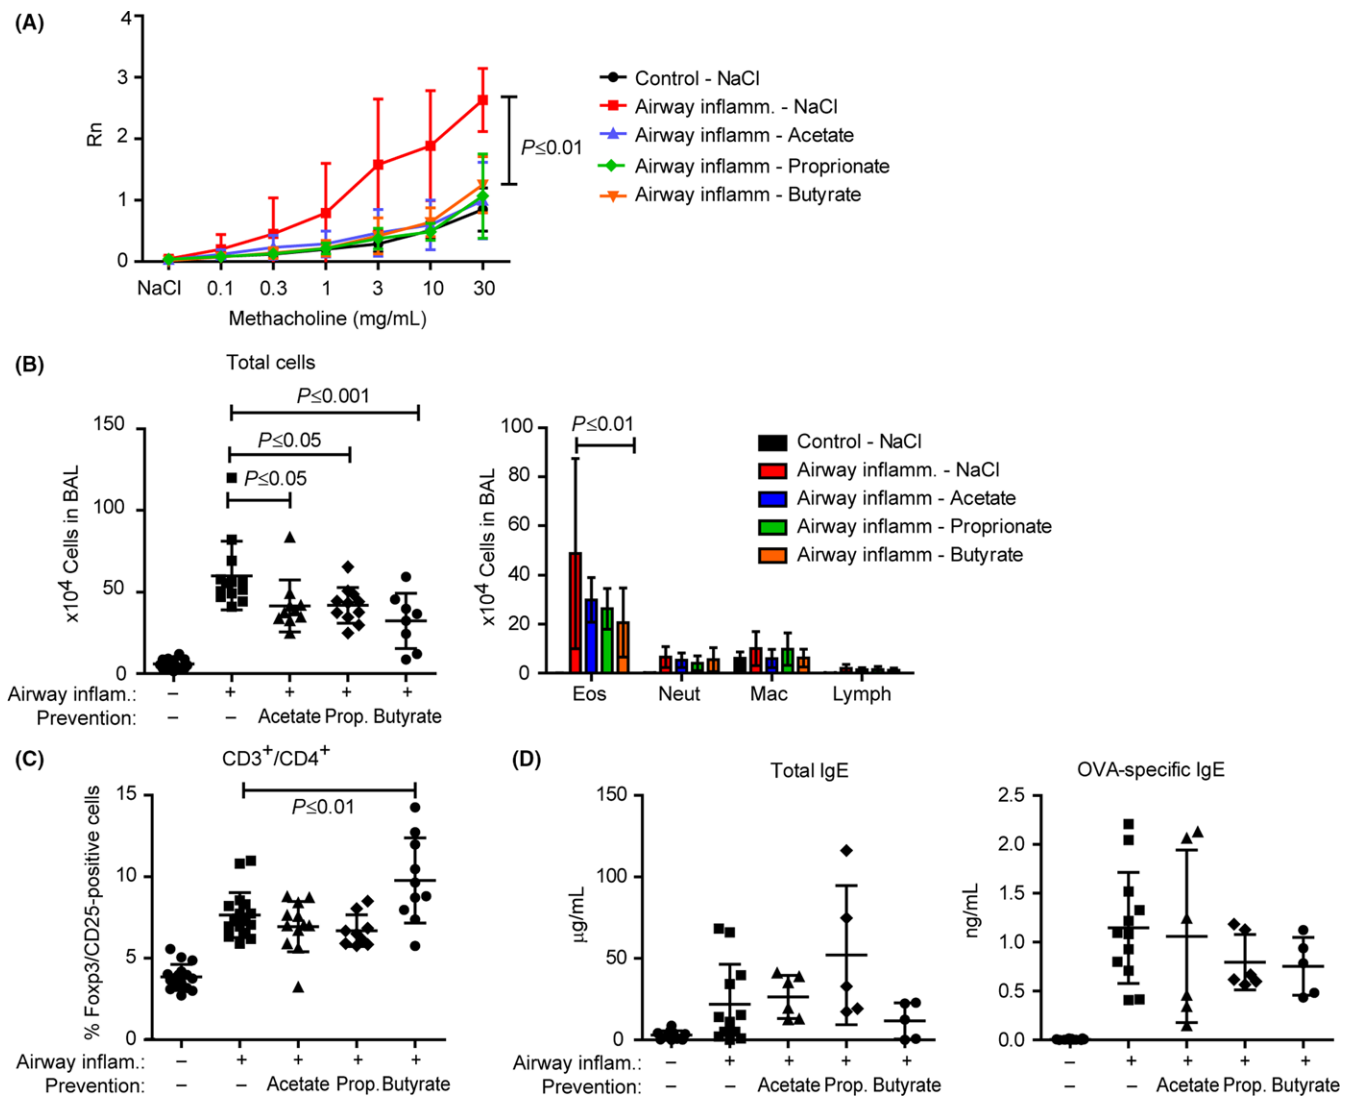 (A)
4
3
2
1
0
Rn
NaCl 0.1 0.3 1 3 10 30
Methacholine (mg/mL)
P≤0.01
Control - NaCl
Airway inflamm. - NaCl
Airway inflamm - Acetate
Airway inflamm - Proprionate
Airway inflamm - Butyrate
(B)
Total cells
P≤0.001
P≤0.05
P≤0.05
150
100
50
0
x10⁴ Cells in BAL
Airway inflam.: – + + + +
Prevention: – – Acetate Prop. Butyrate
100
80
60
40
20
0
x10⁴ Cells in BAL
P≤0.01
Eos Neut Mac Lymph
Control - NaCl
Airway inflamm. - NaCl
Airway inflamm - Acetate
Airway inflamm - Proprionate
Airway inflamm - Butyrate
(C)
CD3⁺/CD4⁺
P≤0.01
15
10
5
0
% Foxp3/CD25-positive cells
Airway inflam.: – + + + +
Prevention: – – Acetate Prop. Butyrate
(D)
Total IgE
150
100
50
0
µg/mL
Airway inflam.: – + + + +
Prevention: – – Acetate Prop. Butyrate
OVA-specific IgE
2.5
2.0
1.5
1.0
0.5
0.0
ng/mL
– + + + +
– – Acetate Prop. Butyrate